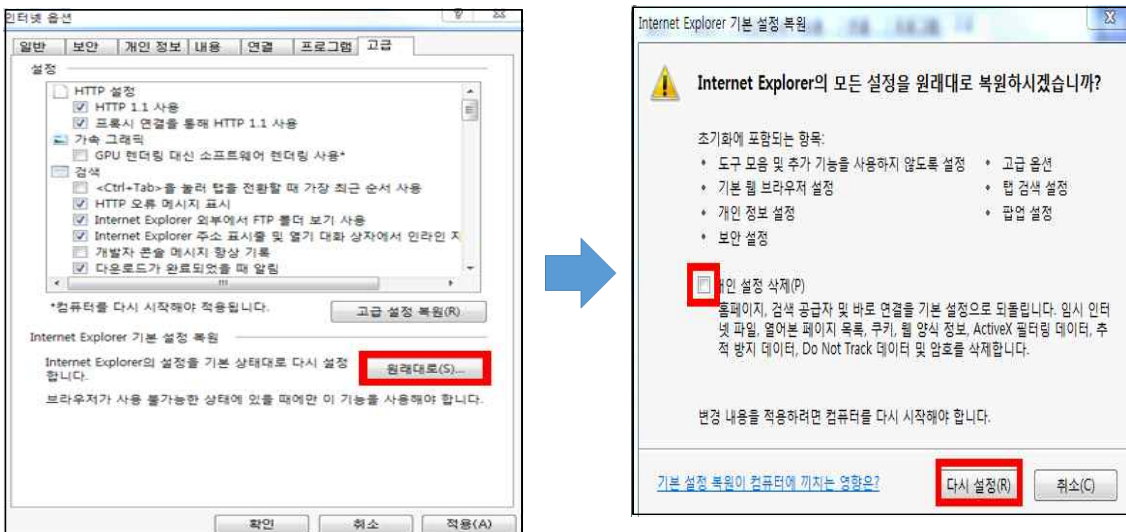 인터넷 옵션
일반 보안 개인 정보 내용 연결 프로그램 고급
설정
HTTP 설정
HTTP 1.1 사용
프록시 연결을 통해 HTTP 1.1 사용
가속 그래픽
GPU 렌더링 대신 소프트웨어 렌더링 사용*
검색
<Ctrl+Tab>을 눌러 탭을 전환할 때 가장 최근 순서 사용
HTTP 오류 메시지 표시
Internet Explorer 외부에서 FTP 폴더 보기 사용
Internet Explorer 주소 표시줄 및 열기 대화 상자에서 인라인 자
개발자 콘솔 메시지 항상 기록
다운로드가 완료되었을 때 알림
*컴퓨터를 다시 시작해야 적용됩니다.
고급 설정 복원(R)
Internet Explorer 기본 설정 복원
Internet Explorer의 설정을 기본 상태대로 다시 설정
합니다.
원래대로(S)...
브라우저가 사용 불가능한 상태에 있을 때에만 이 기능을 사용해야 합니다.
확인 취소 적용(A)
Internet Explorer 기본 설정 복원
Internet Explorer의 모든 설정을 원래대로 복원하시겠습니까?
초기화에 포함되는 항목:
• 도구 모음 및 추가 기능을 사용하지 않도록 설정 • 고급 옵션
• 기본 웹 브라우저 설정 • 탭 검색 설정
• 개인 정보 설정 • 팝업 설정
• 보안 설정
인 설정 삭제(P)
홈페이지, 검색 공급자 및 바로 연결을 기본 설정으로 되돌립니다. 임시 인터
넷 파일, 열어본 페이지 목록, 쿠키, 웹 양식 정보, ActiveX 필터링 데이터, 추
적 방지 데이터, Do Not Track 데이터 및 암호를 삭제합니다.
변경 내용을 적용하려면 컴퓨터를 다시 시작해야 합니다.
기본 설정 복원이 컴퓨터에 끼치는 영향은?
다시 설정(R) 취소(C)